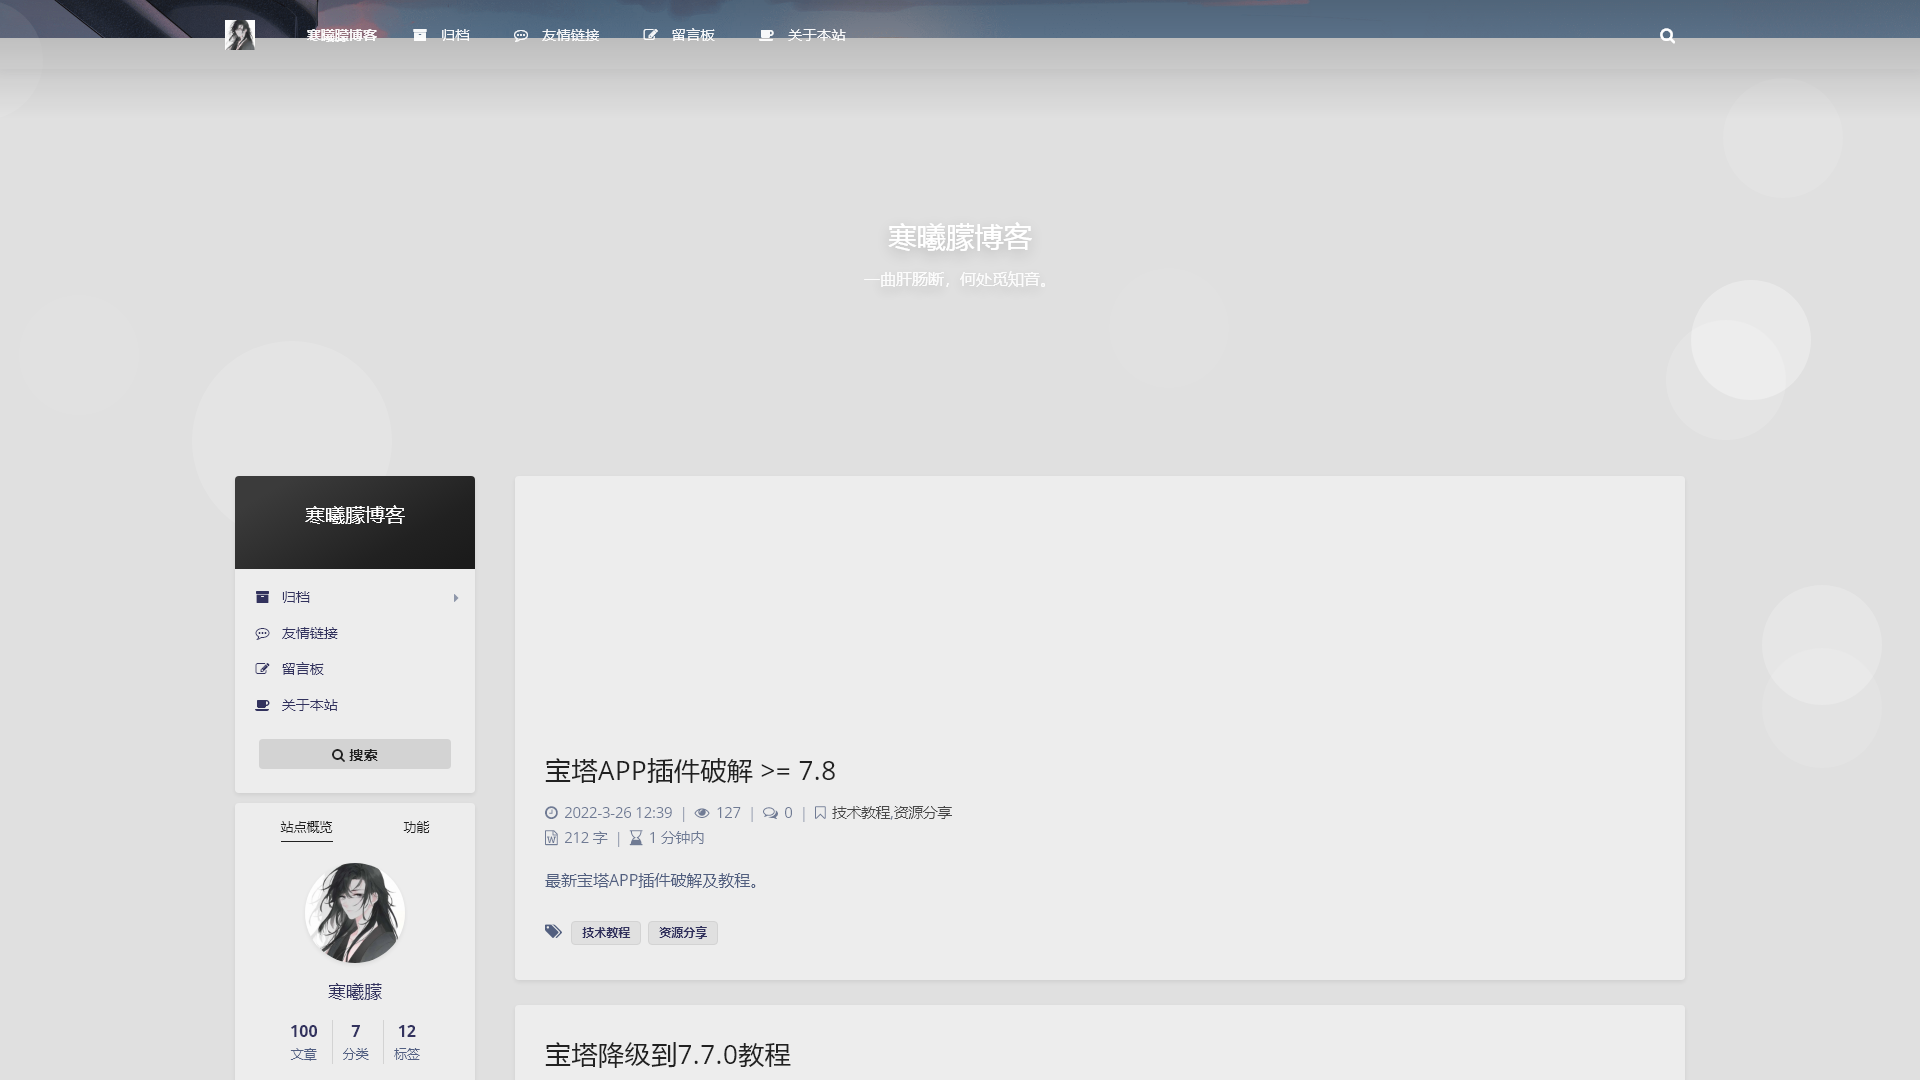 寒曦朦博客 归档 友情链接 留言板 关于本站
寒曦朦博客
一曲肝肠断，何处觅知音。
寒曦朦博客
归档
友情链接
留言板
关于本站
搜索
站点概览 功能
寒曦朦
100 7 12
文章 分类 标签
宝塔APP插件破解 >= 7.8
2022-3-26 12:39 | 127 | 0 | 技术教程,资源分享
212 字 | 1 分钟内
最新宝塔APP插件破解及教程。
技术教程 资源分享
宝塔降级到7.7.0教程